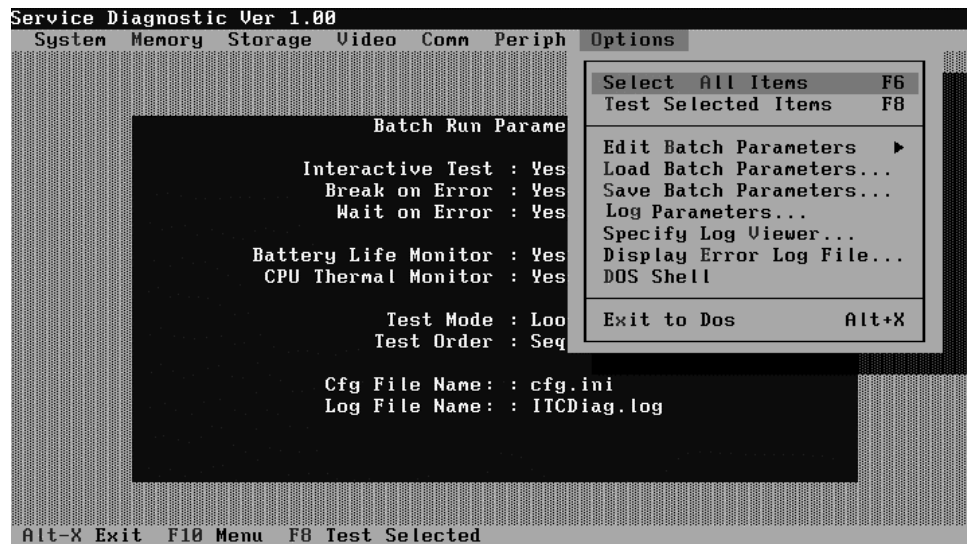 Service Diagnostic Ver 1.00
System Memory Storage Video Comm Periph Options
Select All Items F6
Test Selected Items F8
Edit Batch Parameters ►
Load Batch Parameters...
Save Batch Parameters...
Log Parameters...
Specify Log Viewer...
Display Error Log File...
DOS Shell
Exit to Dos Alt+X
Batch Run Parame
Interactive Test : Yes
Break on Error : Yes
Wait on Error : Yes
Battery Life Monitor : Yes
CPU Thermal Monitor : Yes
Test Mode : Loo
Test Order : Seq
Cfg File Name: : cfg.ini
Log File Name: : ITCDiag.log
Alt-X Exit F10 Menu F8 Test Selected